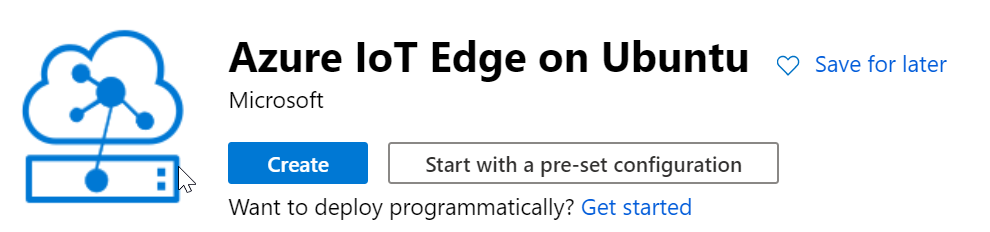 Azure IoT Edge on Ubuntu
Save for later
Microsoft
Create
Start with a pre-set configuration
Want to deploy programmatically? Get started